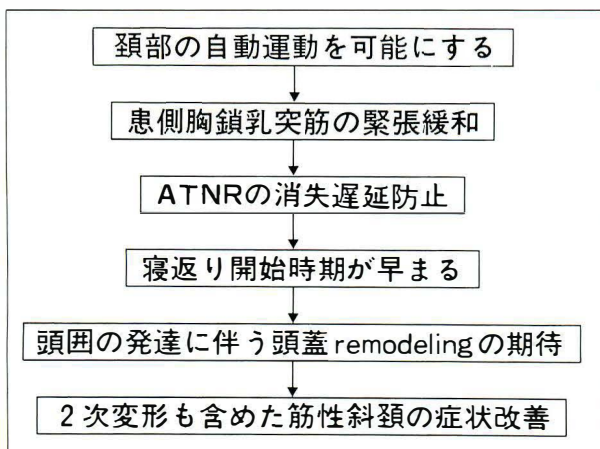 頚部の自動運動を可能にする
患側胸鎖乳突筋の緊張緩和
ATNRの消失遅延防止
寝返り開始時期が早まる
頭囲の発達に伴う頭蓋remodelingの期待
2次変形も含めた筋性斜頚の症状改善